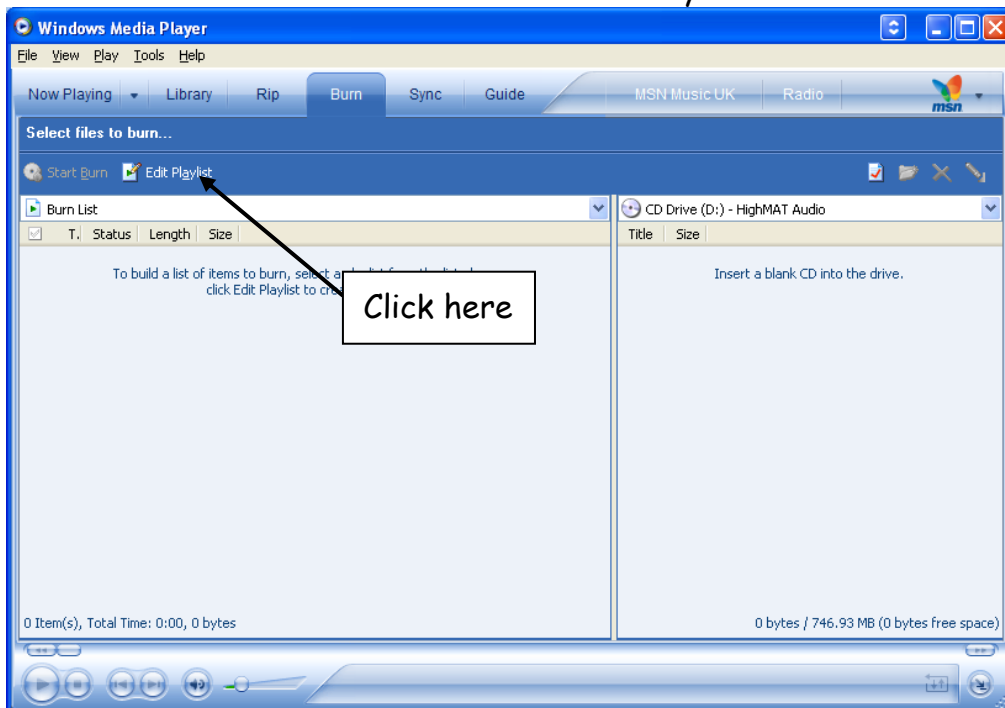 Windows Media Player
File View Play Tools Help
Now Playing Library Rip Burn Sync Guide MSN Music UK Radio msn
Select files to burn...
Start Burn Edit Playlist
Burn List
CD Drive (D:) - HighMAT Audio
T. Status Length Size
Title Size
To build a list of items to burn,
click Edit Playlist to
Insert a blank CD into the drive.
Click here
0 Item(s), Total Time: 0:00, 0 bytes
0 bytes / 746.93 MB (0 bytes free space)